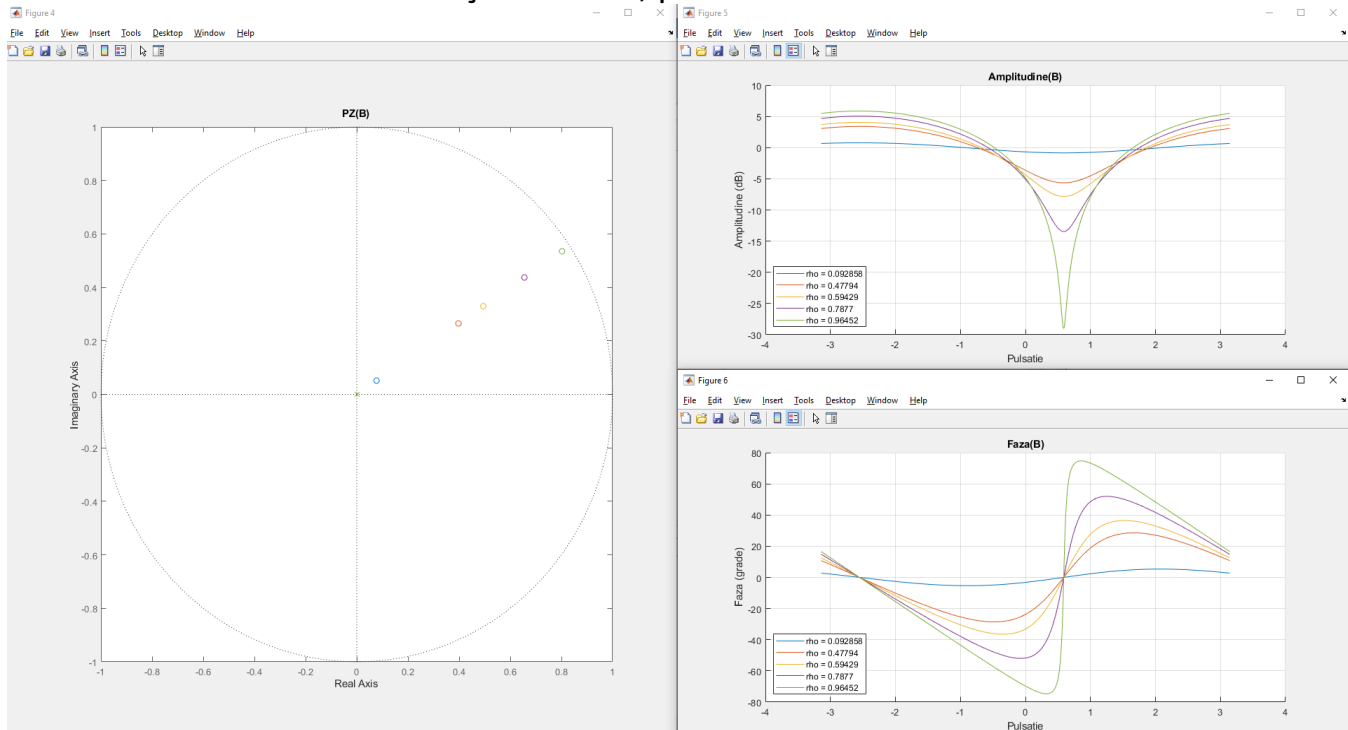 Figure 4
File Edit View Insert Tools Desktop Window Help
PZ(B)
1
0.8
0.6
0.4
0.2
0
-0.2
-0.4
-0.6
-0.8
-1
Imaginary Axis
-1 -0.8 -0.6 -0.4 -0.2 0 0.2 0.4 0.6 0.8 1
Real Axis
Figure 5
File Edit View Insert Tools Desktop Window Help
Amplitudine(B)
10
5
0
-5
-10
-15
-20
-25
-30
Amplitudine (dB)
rho = 0.092858
rho = 0.47794
rho = 0.59429
rho = 0.7877
rho = 0.96452
-4 -3 -2 -1 0 1 2 3 4
Pulsatie
Figure 6
File Edit View Insert Tools Desktop Window Help
Faza(B)
80
60
40
20
0
-20
-40
-60
-80
Faza (grade)
rho = 0.092858
rho = 0.47794
rho = 0.59429
rho = 0.7877
rho = 0.96452
-4 -3 -2 -1 0 1 2 3 4
Pulsatie